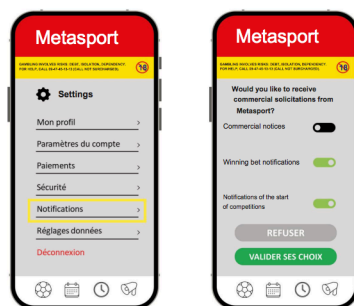 Metasport
GAMBLING INVOLVES RISKS: DEBT, ISOLATION, DEPENDENCY.
FOR HELP, CALL 09-47-45-13-13 (CALL NOT SURCHARGED).
18
Settings
Mon profil >
Paramètres du compte >
Paiements >
Sécurité >
Notifications >
Réglages données >
Déconnexion
Metasport
GAMBLING INVOLVES RISKS: DEBT, ISOLATION, DEPENDENCY.
FOR HELP, CALL 09-47-45-13-13 (CALL NOT SURCHARGED).
18
Would you like to receive
commercial solicitations from
Metasport?
Commercial notices
Winning bet notifications
Notifications of the start
of competitions
REFUSER
VALIDER SES CHOIX